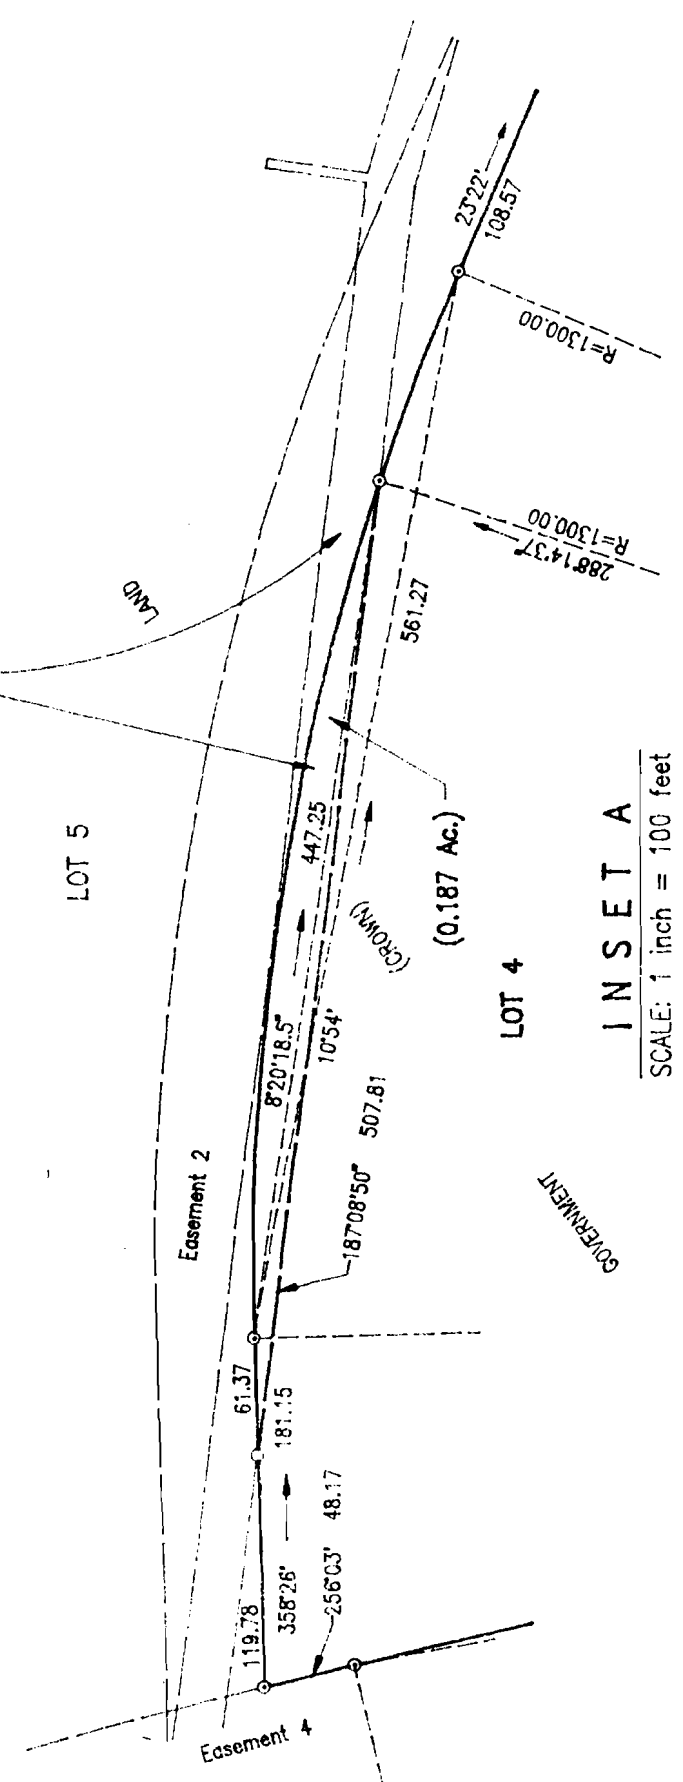 23°22'
108.57
R=1300.00
R=1300.00
288°14'37"
561.27
LAND
LOT 5
447.25
(0.187 Ac.)
(CROWN)
LOT 4
INSET A
SCALE: 1 inch = 100 feet
8°20'18.5"
10°54'
507.81
187°08'50"
Easement 2
GOVERNMENT
61.37
181.15
48.17
256°03'
358°26'
119.78
Easement 4